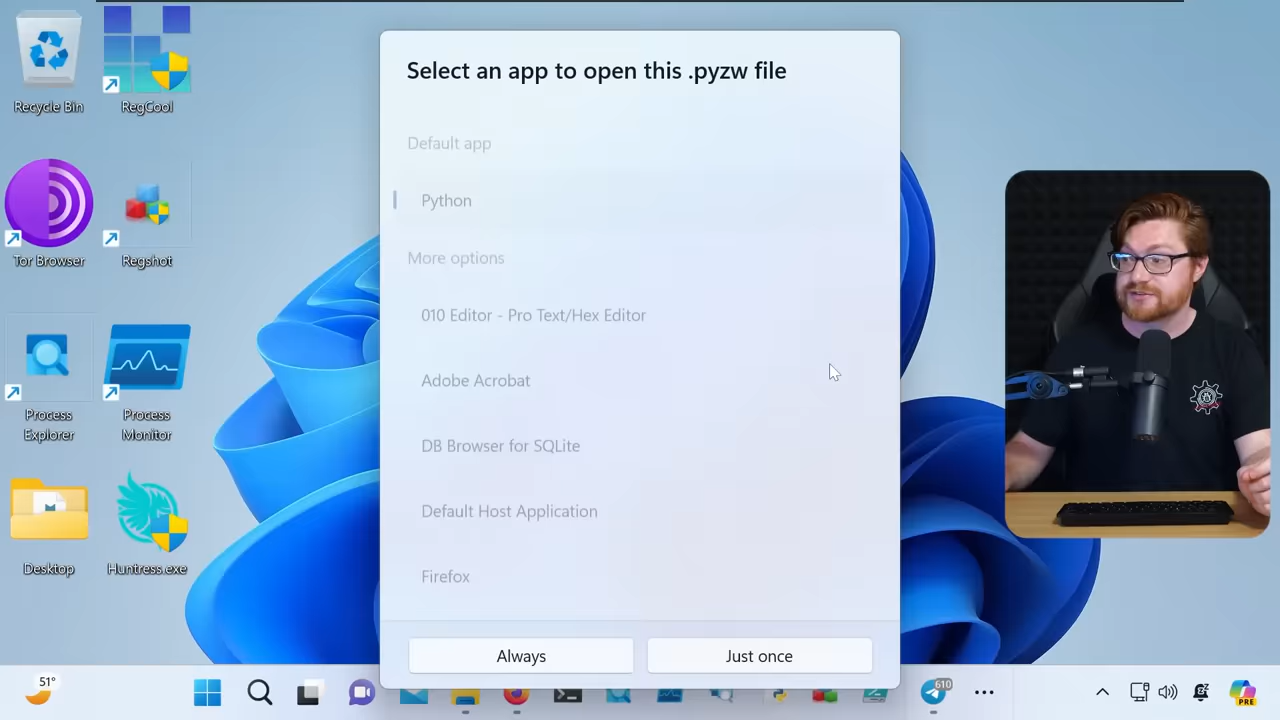 Select an app to open this .pyzw file
Default app
Python
More options
010 Editor - Pro Text/Hex Editor
Adobe Acrobat
DB Browser for SQLite
Default Host Application
Firefox
Always
Just once
Recycle Bin
RegCool
Tor Browser
Regshot
Process
Explorer
Process
Monitor
Desktop
Huntress.exe
51°
610
PRE